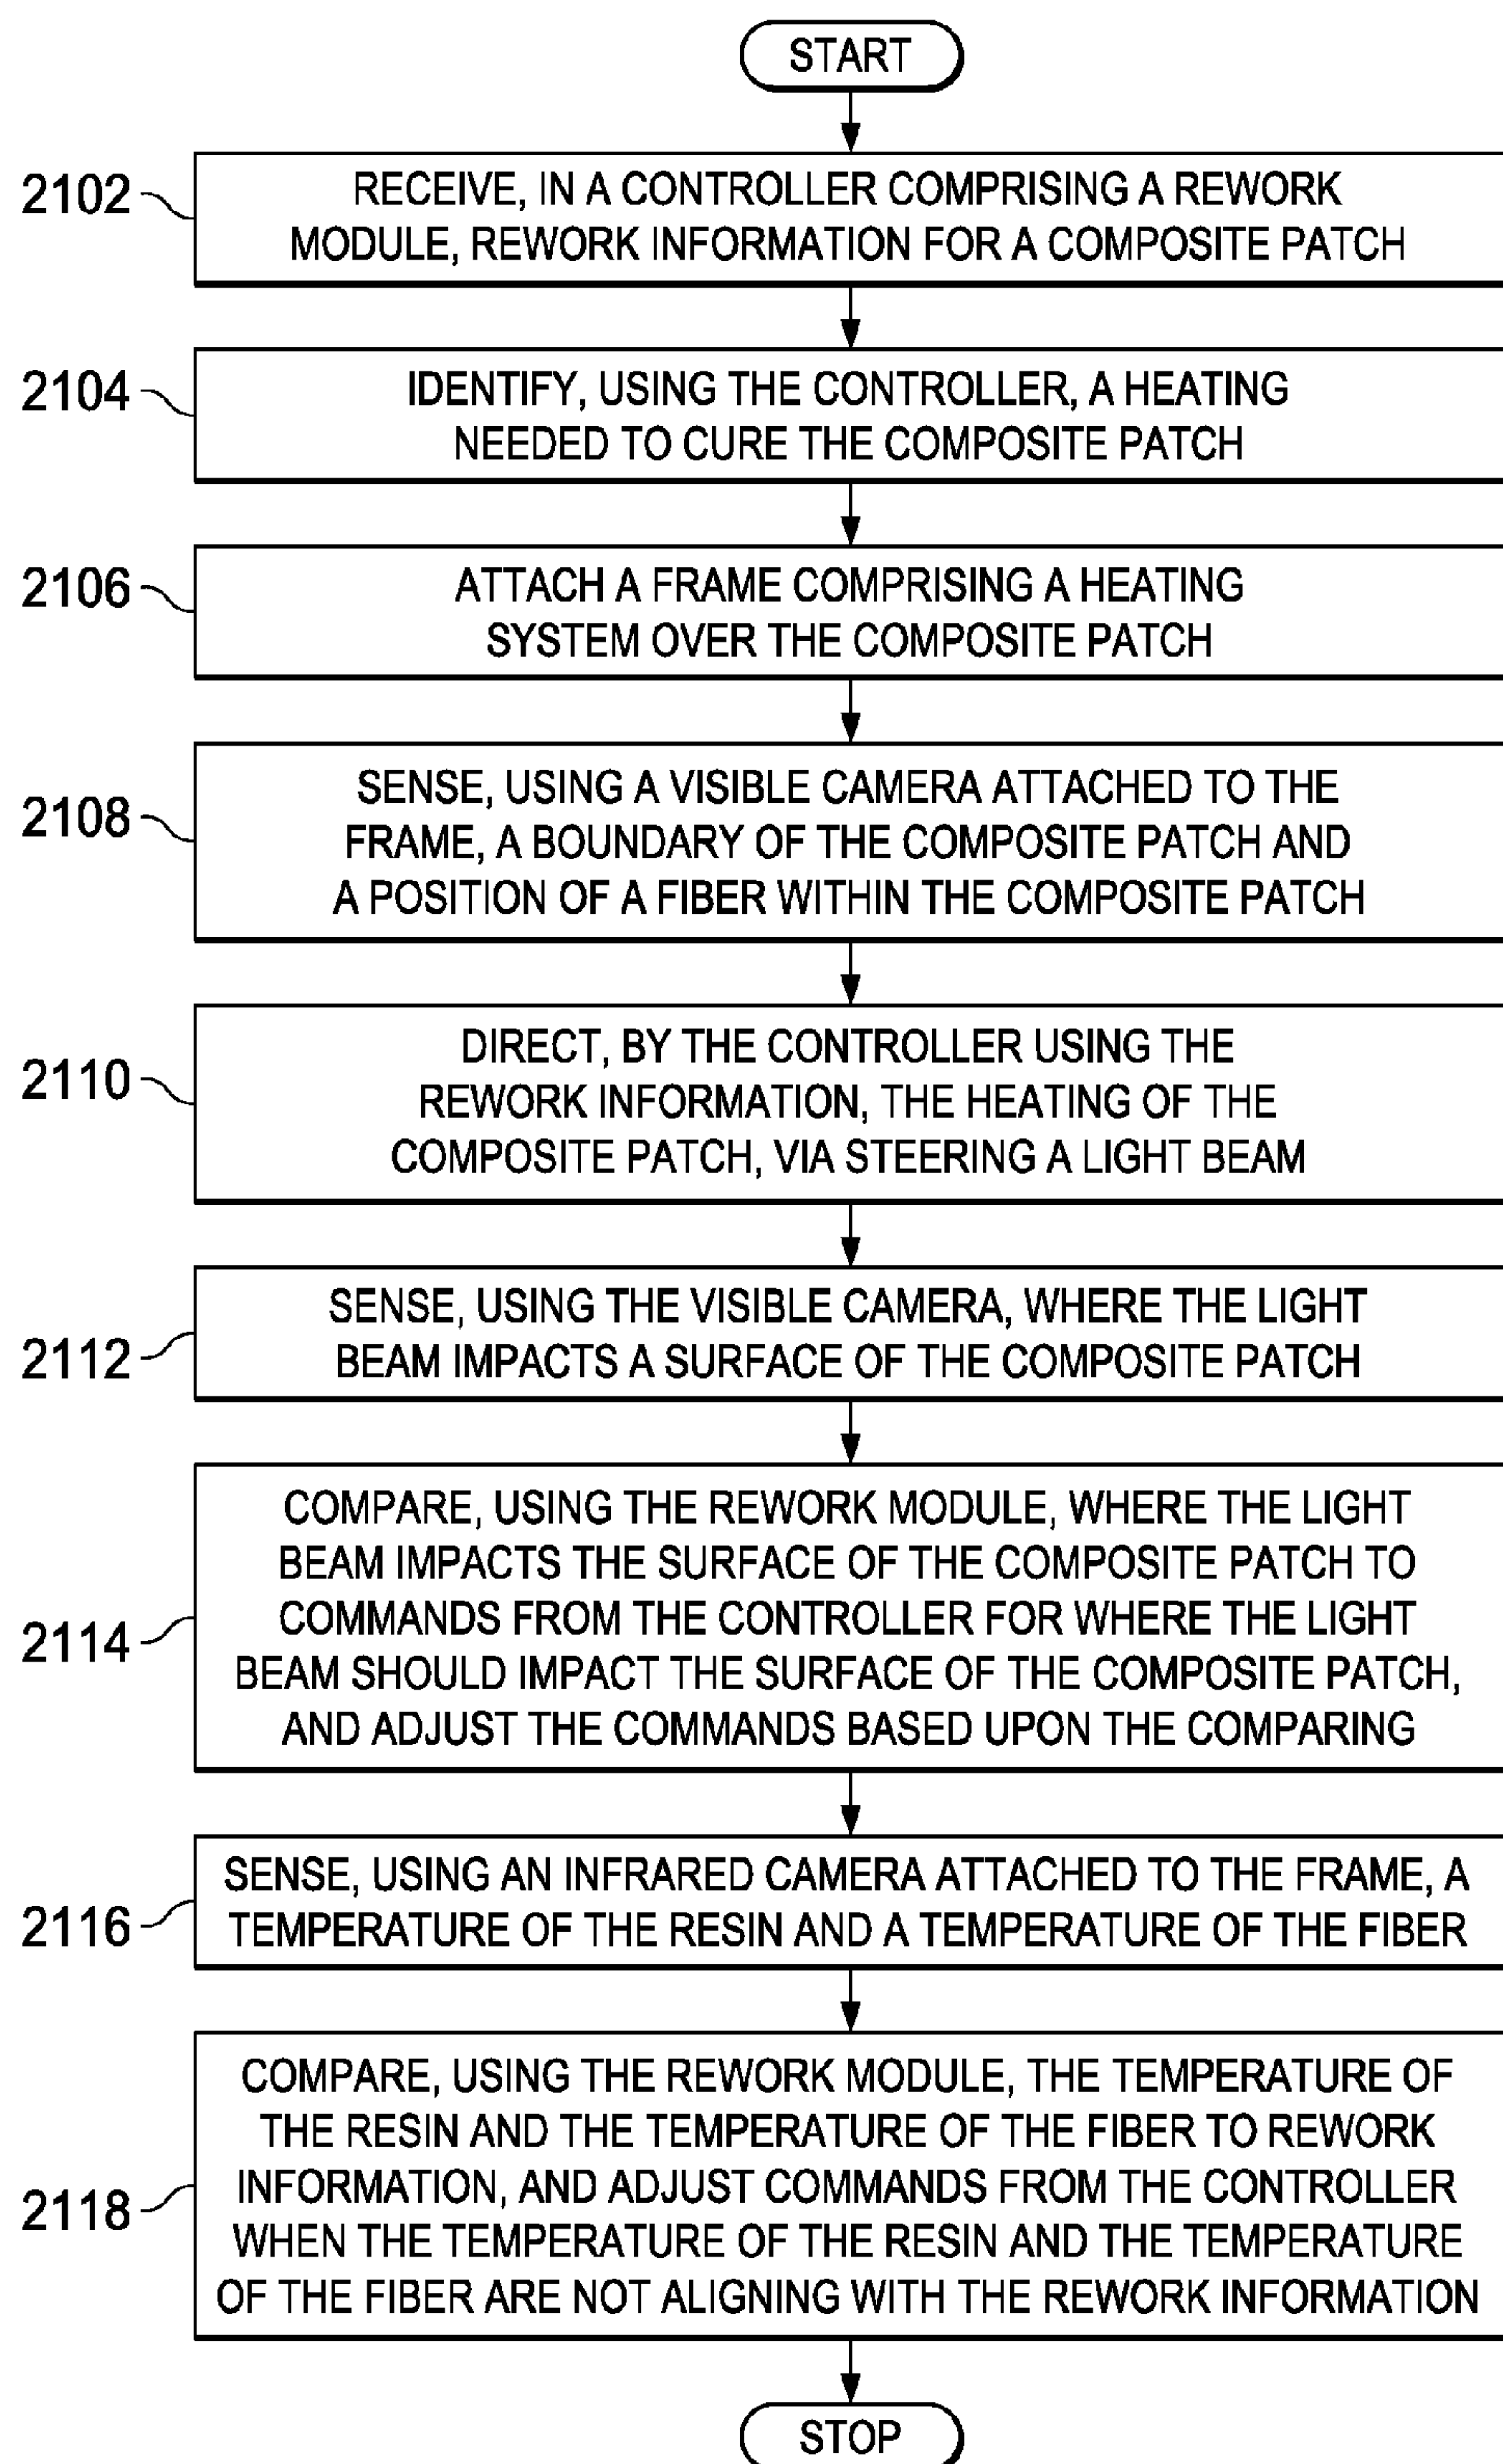 START
2102
RECEIVE, IN A CONTROLLER COMPRISING A REWORK
MODULE, REWORK INFORMATION FOR A COMPOSITE PATCH
2104
IDENTIFY, USING THE CONTROLLER, A HEATING
NEEDED TO CURE THE COMPOSITE PATCH
2106
ATTACH A FRAME COMPRISING A HEATING
SYSTEM OVER THE COMPOSITE PATCH
2108
SENSE, USING A VISIBLE CAMERA ATTACHED TO THE
FRAME, A BOUNDARY OF THE COMPOSITE PATCH AND
A POSITION OF A FIBER WITHIN THE COMPOSITE PATCH
2110
DIRECT, BY THE CONTROLLER USING THE
REWORK INFORMATION, THE HEATING OF THE
COMPOSITE PATCH, VIA STEERING A LIGHT BEAM
2112
SENSE, USING THE VISIBLE CAMERA, WHERE THE LIGHT
BEAM IMPACTS A SURFACE OF THE COMPOSITE PATCH
2114
COMPARE, USING THE REWORK MODULE, WHERE THE LIGHT
BEAM IMPACTS THE SURFACE OF THE COMPOSITE PATCH TO
COMMANDS FROM THE CONTROLLER FOR WHERE THE LIGHT
BEAM SHOULD IMPACT THE SURFACE OF THE COMPOSITE PATCH,
AND ADJUST THE COMMANDS BASED UPON THE COMPARING
2116
SENSE, USING AN INFRARED CAMERA ATTACHED TO THE FRAME, A
TEMPERATURE OF THE RESIN AND A TEMPERATURE OF THE FIBER
2118
COMPARE, USING THE REWORK MODULE, THE TEMPERATURE OF
THE RESIN AND THE TEMPERATURE OF THE FIBER TO REWORK
INFORMATION, AND ADJUST COMMANDS FROM THE CONTROLLER
WHEN THE TEMPERATURE OF THE RESIN AND THE TEMPERATURE
OF THE FIBER ARE NOT ALIGNING WITH THE REWORK INFORMATION
STOP